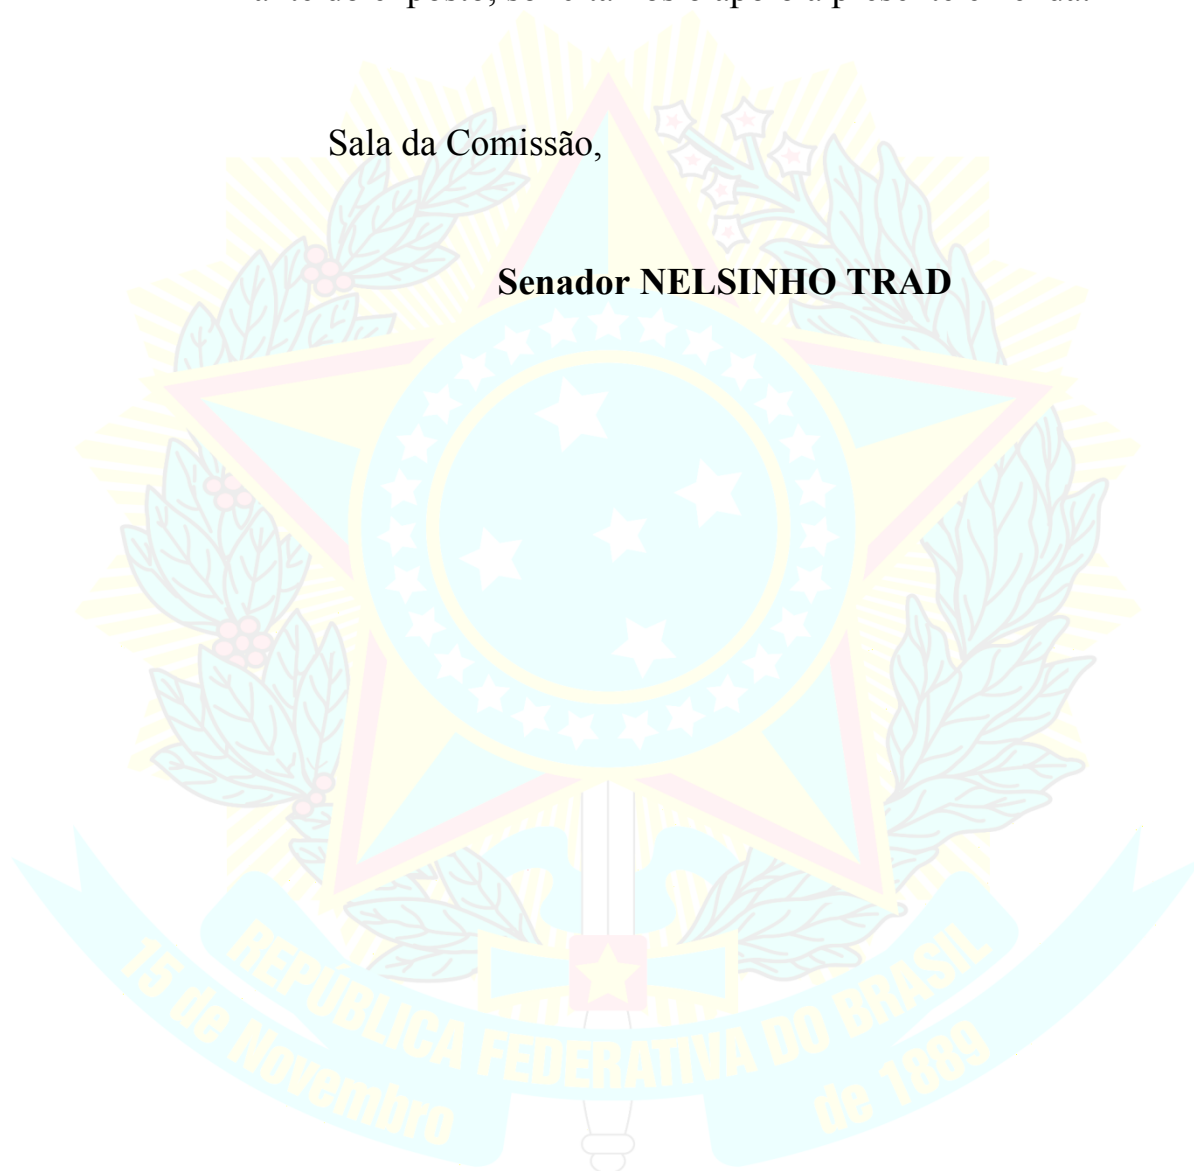 Sala da Comissão,
Senador NELSINHO TRAD
REPÚBLICA FEDERATIVA DO BRASIL
15 de Novembro
de 1889